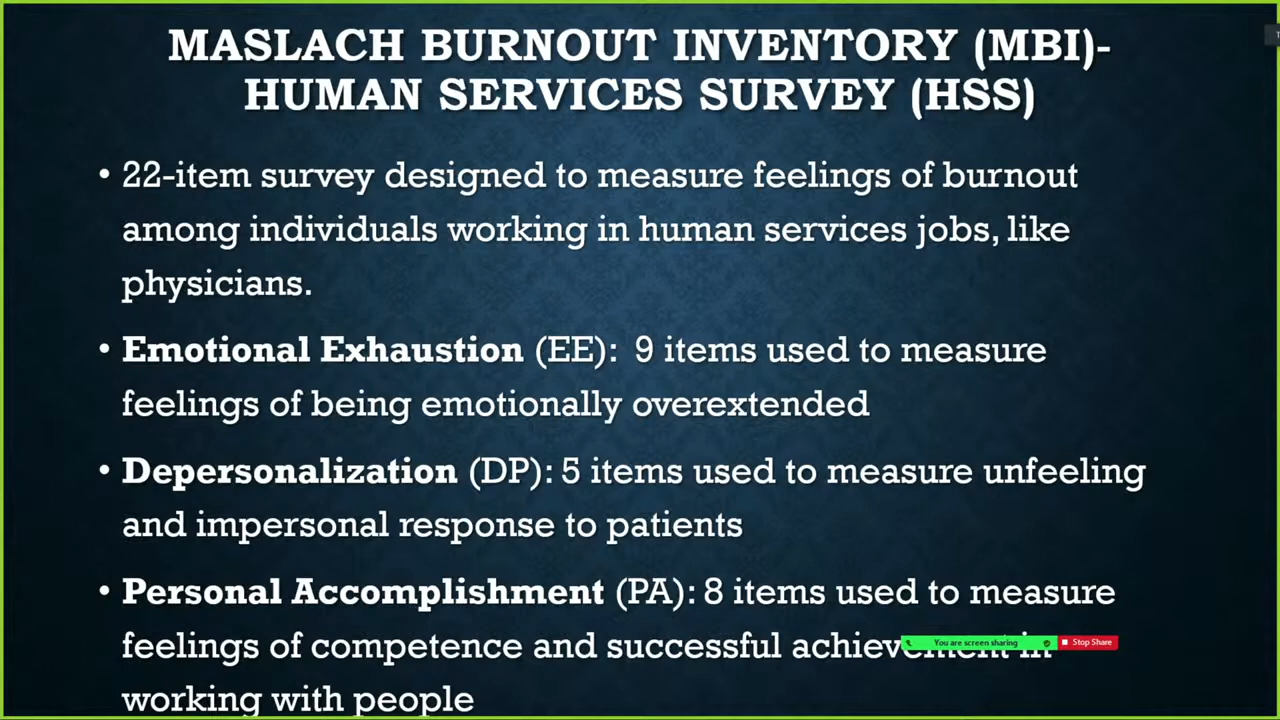 MASLACH BURNOUT INVENTORY (MBI)-
HUMAN SERVICES SURVEY (HSS)
• 22-item survey designed to measure feelings of burnout
among individuals working in human services jobs, like
physicians.
• Emotional Exhaustion (EE): 9 items used to measure
feelings of being emotionally overextended
• Depersonalization (DP): 5 items used to measure unfeeling
and impersonal response to patients
• Personal Accomplishment (PA): 8 items used to measure
feelings of competence and successful achievement in
You are screen sharing Stop Share
working with people